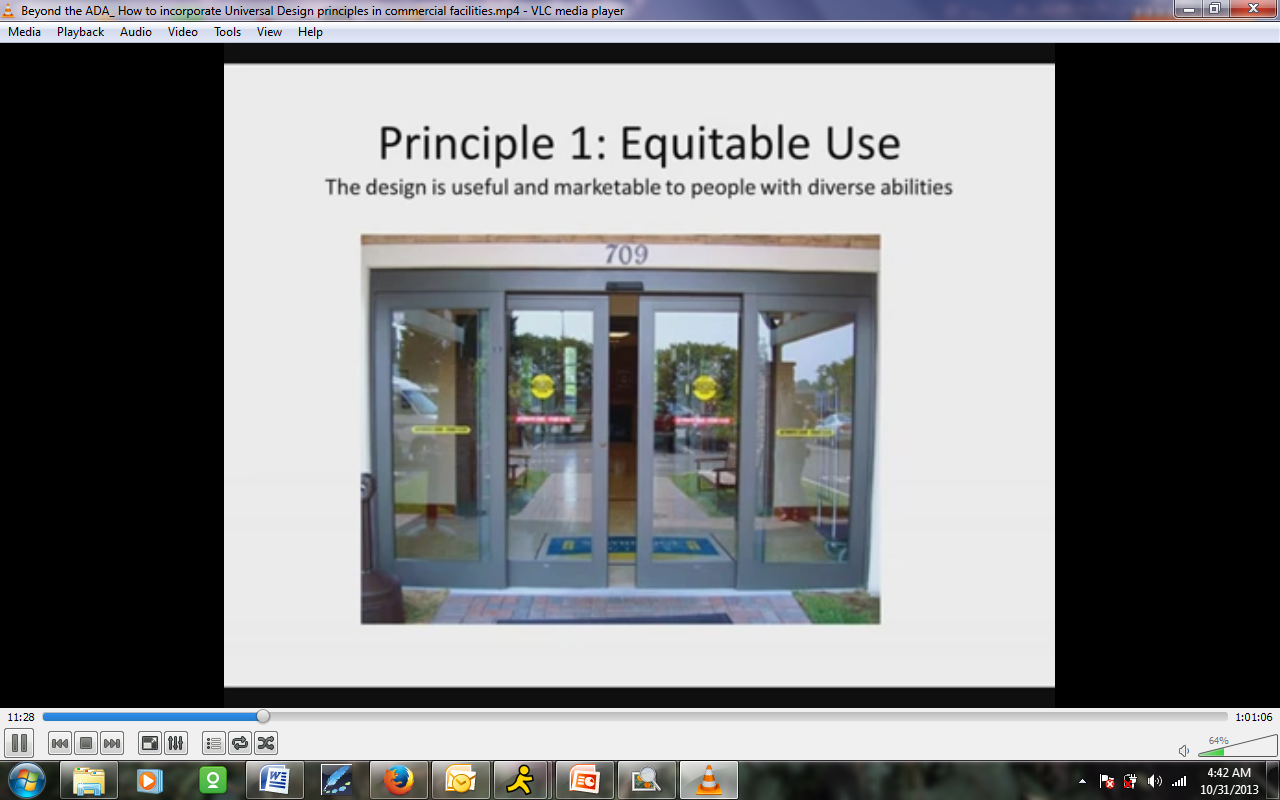 Beyond the ADA_ How to incorporate Universal Design principles in commercial facilities.mp4 - VLC media player
Media Playback Audio Video Tools View Help
Principle 1: Equitable Use
The design is useful and marketable to people with diverse abilities
709
11:28
1:01:06
64%
4:42 AM
10/31/2013